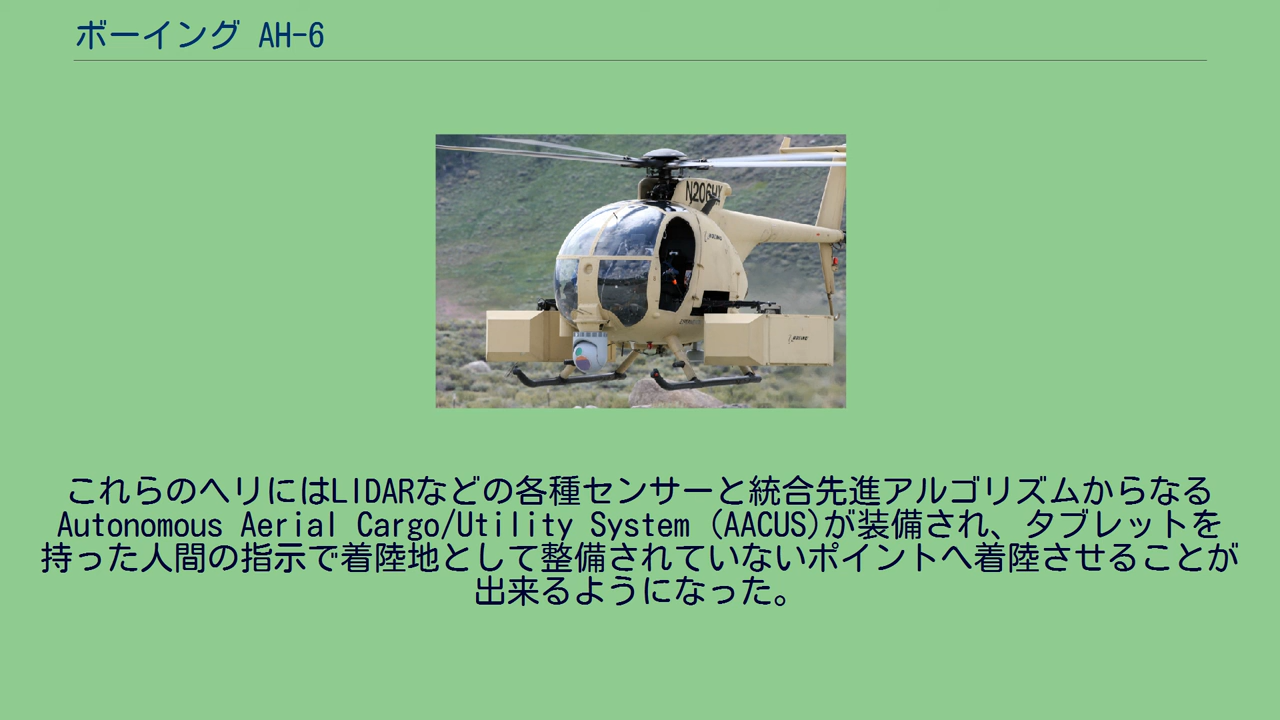 ボーイング AH-6
N206HX
BOEING
BOEING
これらのヘリにはLIDARなどの各種センサーと統合先進アルゴリズムからなる
Autonomous Aerial Cargo/Utility System (AACUS)が装備され、タブレットを
持った人間の指示で着陸地として整備されていないポイントへ着陸させることが
出来るようになった。